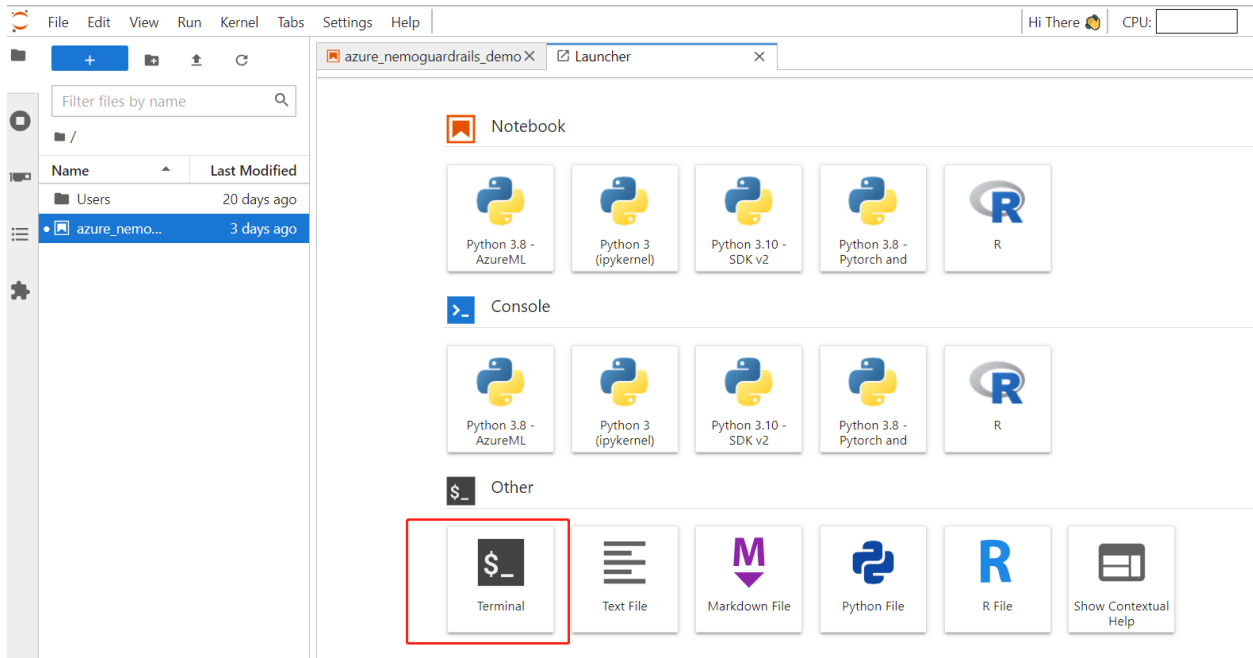 File Edit View Run Kernel Tabs Settings Help
Hi There CPU:
azure_nemoguardrails_demo
Launcher
Filter files by name
/
Name Last Modified
Users 20 days ago
azure_nemo... 3 days ago
Notebook
Python 3.8 -
AzureML
Python 3
(ipykernel)
Python 3.10 -
SDK v2
Python 3.8 -
Pytorch and
R
Console
Python 3.8 -
AzureML
Python 3
(ipykernel)
Python 3.10 -
SDK v2
Python 3.8 -
Pytorch and
R
$_ Other
Terminal
Text File
Markdown File
Python File
R File
Show Contextual
Help